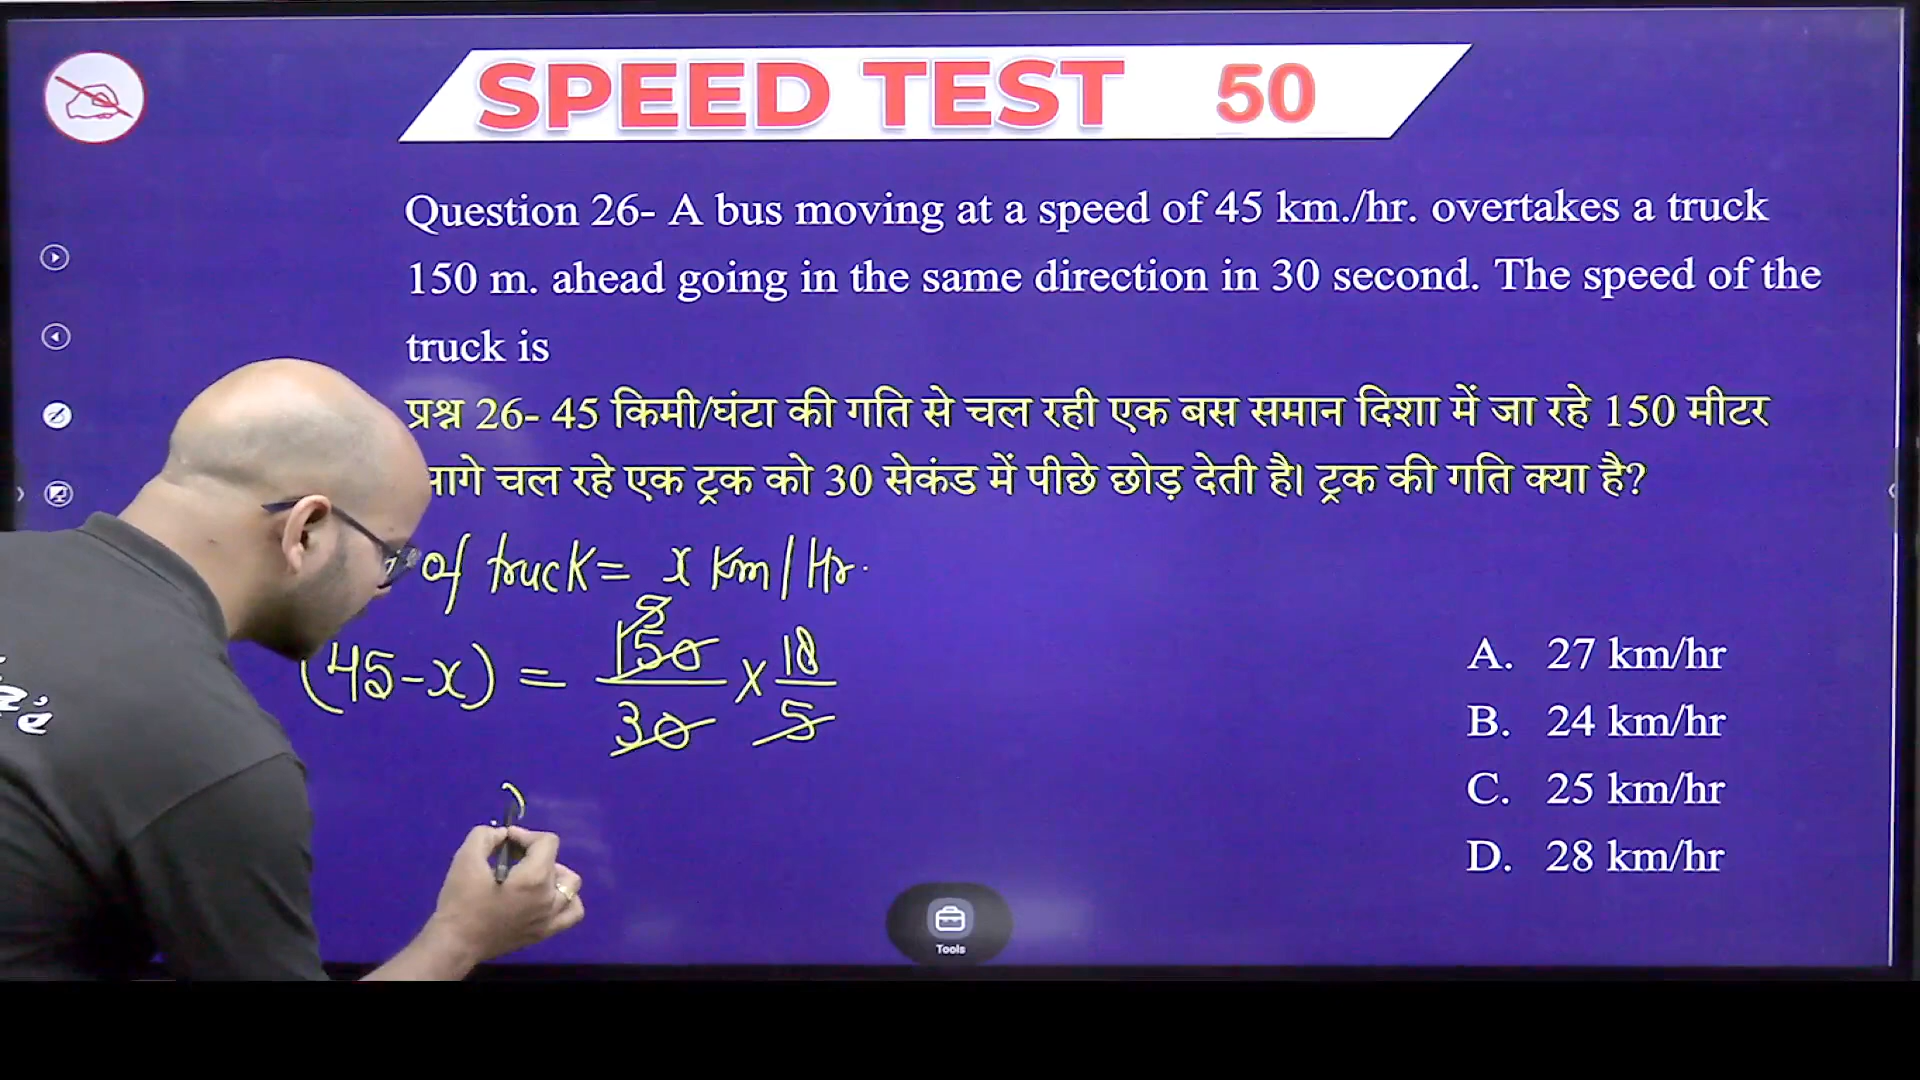 SPEED TEST 50
Question 26- A bus moving at a speed of 45 km./hr. overtakes a truck
150 m. ahead going in the same direction in 30 second. The speed of the
truck is
प्रश्न 26- 45 किमी/घंटा की गति से चल रही एक बस समान दिशा में जा रहे 150 मीटर
आगे चल रहे एक ट्रक को 30 सेकंड में पीछे छोड़ देती है। ट्रक की गति क्या है?
of truck = x Km/Hr.
5
(45-x) = 150/30 × 18/5
A. 27 km/hr
B. 24 km/hr
C. 25 km/hr
D. 28 km/hr
Tools